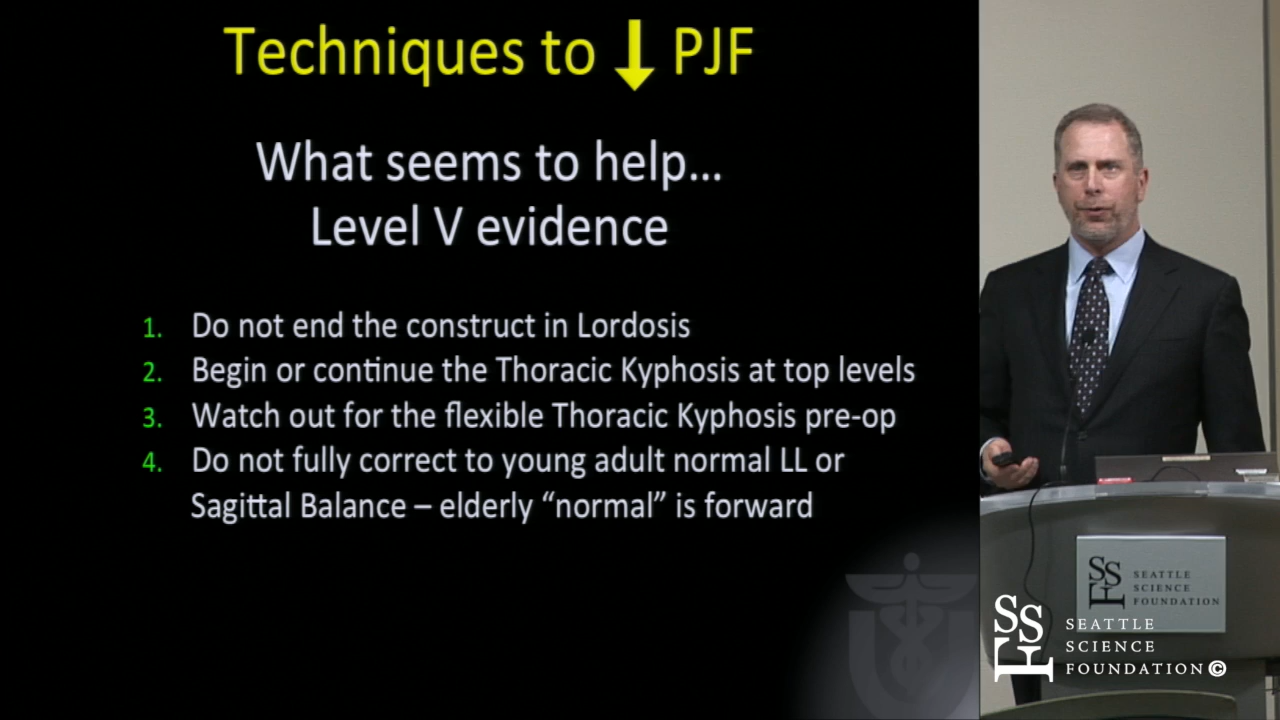 Techniques to ↓ PJF
What seems to help...
Level V evidence
1. Do not end the construct in Lordosis
2. Begin or continue the Thoracic Kyphosis at top levels
3. Watch out for the flexible Thoracic Kyphosis pre-op
4. Do not fully correct to young adult normal LL or
Sagittal Balance – elderly “normal” is forward
SSF
SEATTLE
SCIENCE
FOUNDATION
SSF
SEATTLE
SCIENCE
FOUNDATION©